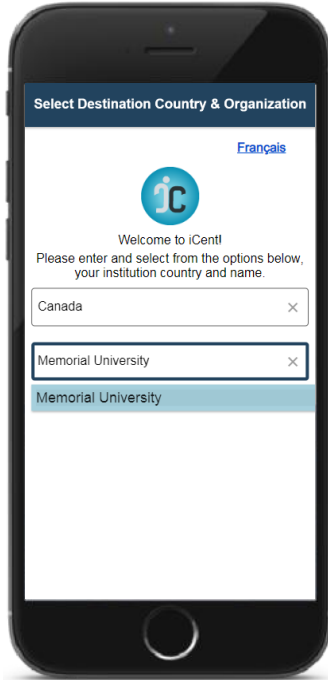 Select Destination Country & Organization
Français
ic
Welcome to iCent!
Please enter and select from the options below,
your institution country and name.
Canada
Memorial University
Memorial University